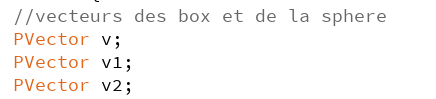 //vecteurs des box et de la sphere
PVector v;
PVector v1;
PVector v2;